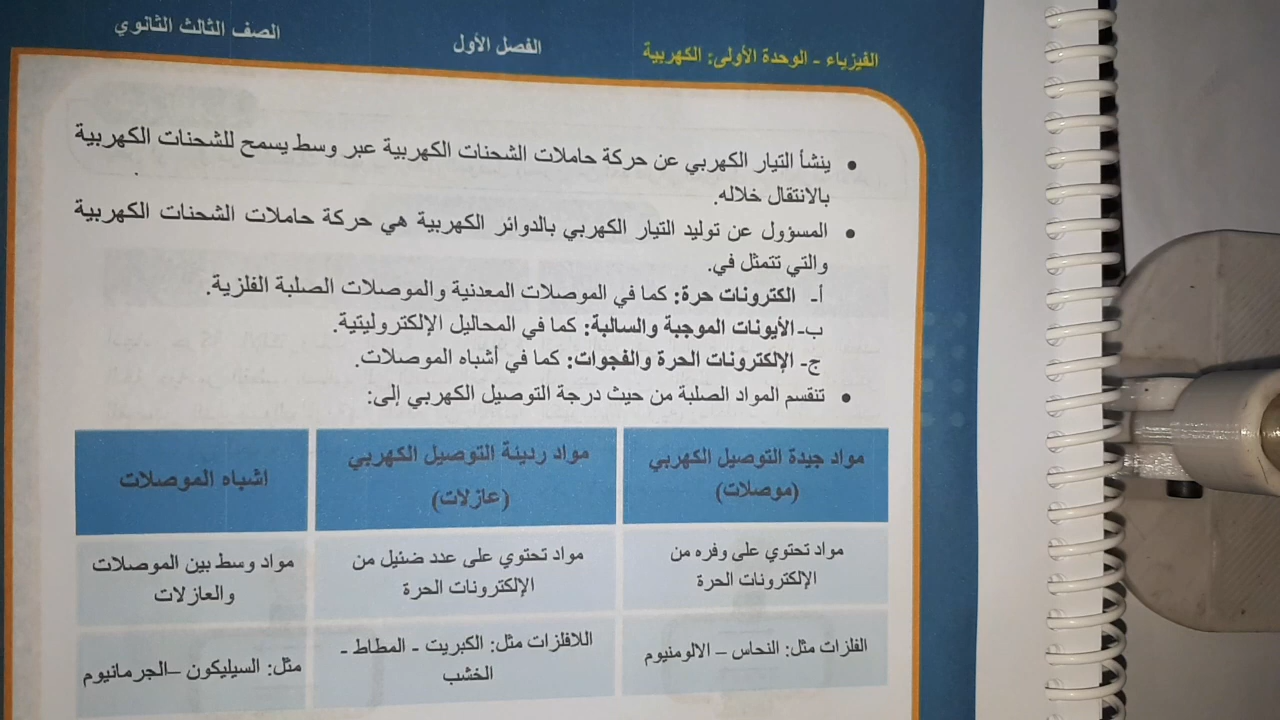 الفيزياء - الوحدة الأولى: الكهربية
الفصل الأول
الصف الثالث الثانوي
• ينشأ التيار الكهربي عن حركة حاملات الشحنات الكهربية عبر وسط يسمح للشحنات الكهربية
بالانتقال خلاله.
• المسؤول عن توليد التيار الكهربي بالدوائر الكهربية هي حركة حاملات الشحنات الكهربية
والتي تتمثل في.
أ- الكترونات حرة: كما في الموصلات المعدنية والموصلات الصلبة الفلزية.
ب- الأيونات الموجبة والسالبة: كما في المحاليل الإلكتروليتية.
ج- الإلكترونات الحرة والفجوات: كما في أشباه الموصلات.
• تنقسم المواد الصلبة من حيث درجة التوصيل الكهربي إلى:
مواد جيدة التوصيل الكهربي
(موصلات)
مواد رديئة التوصيل الكهربي
(عازلات)
اشباه الموصلات
مواد تحتوي على وفره من
الإلكترونات الحرة
مواد تحتوي على عدد ضئيل من
الإلكترونات الحرة
مواد وسط بين الموصلات
والعازلات
الفلزات مثل: النحاس – الالومنيوم
اللافلزات مثل: الكبريت - المطاط -
الخشب
مثل: السيليكون –الجرمانيوم